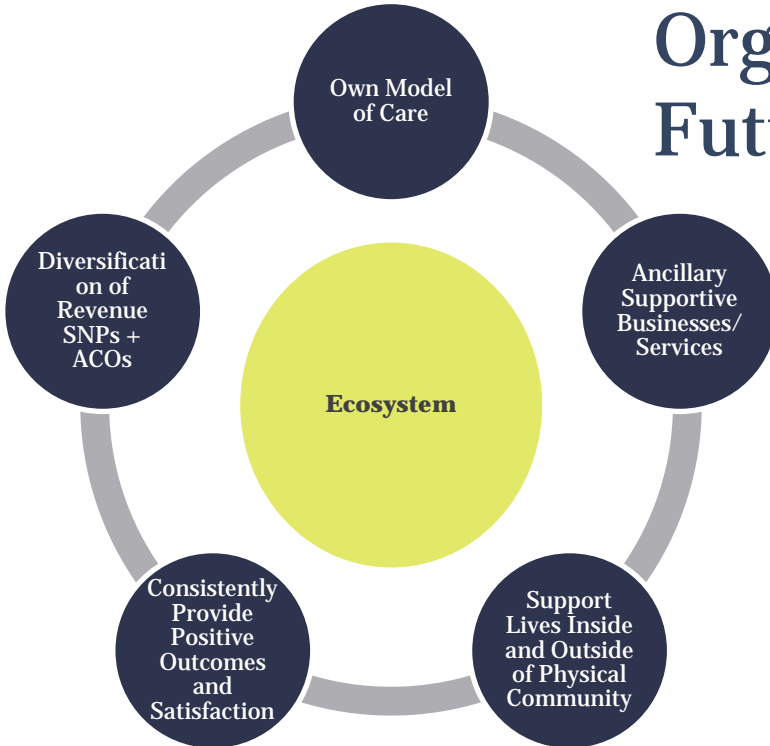 Org
Fut
Own Model
of Care
Ancillary
Supportive
Businesses/
Services
Support
Lives Inside
and Outside
of Physical
Community
Consistently
Provide
Positive
Outcomes
and
Satisfaction
Diversificati
on of
Revenue
SNPs +
ACOs
Ecosystem